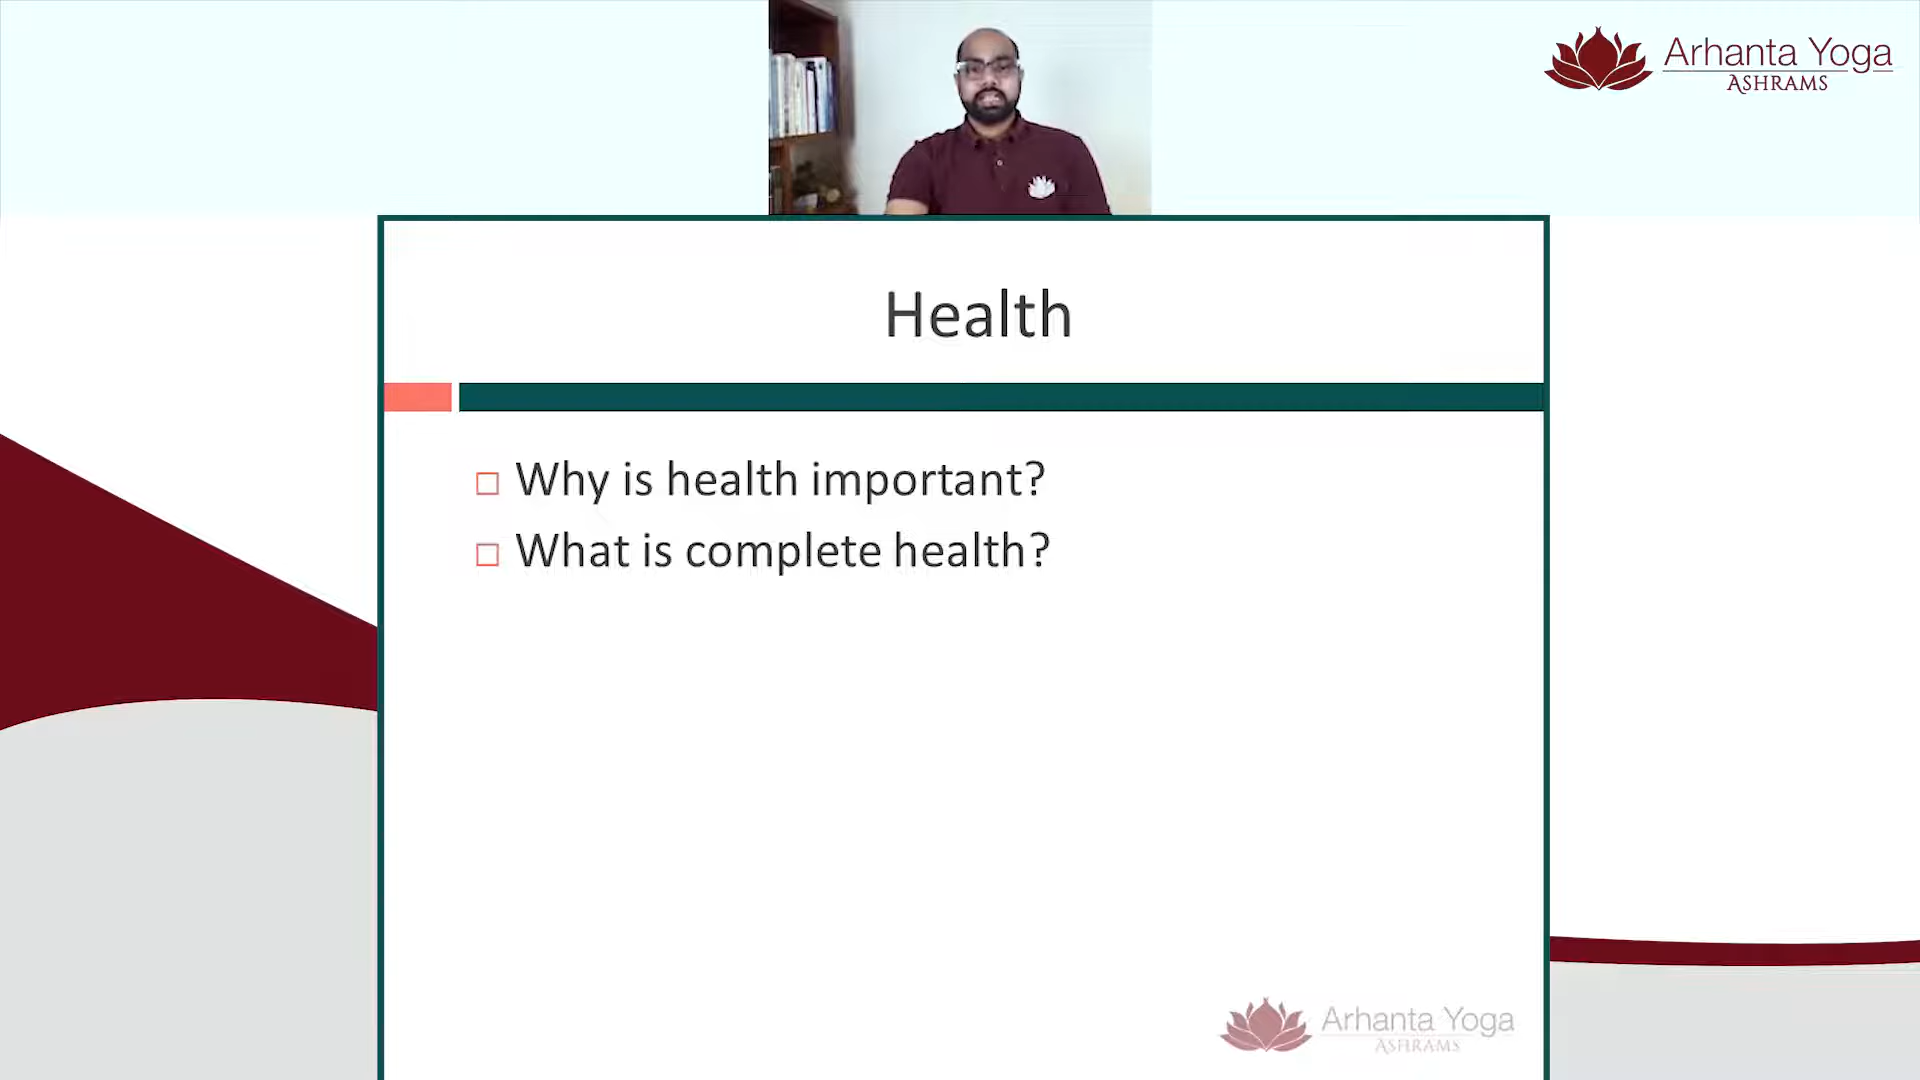 Arhanta Yoga
ASHRAMS
Health
Why is health important?
What is complete health?
Arhanta Yoga
ASHRAMS